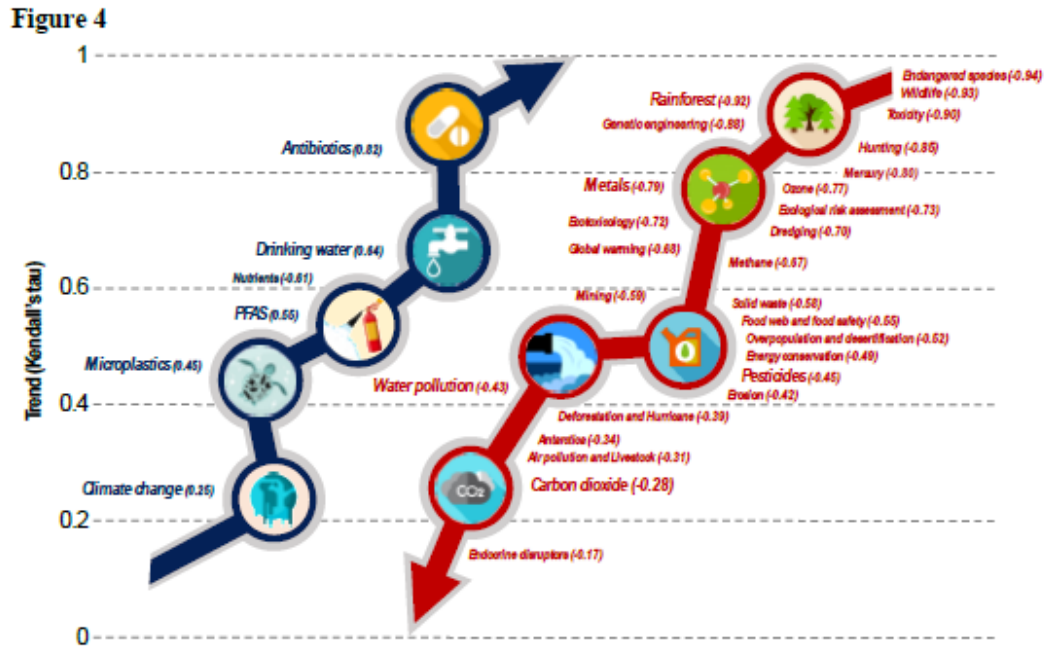 Figure 4
Trend (Kendall's tau)
1
0.8
0.6
0.4
0.2
0
Antibiotics (0.82)
Drinking water (0.64)
Nutrients (-0.61)
PFAS (0.55)
Microplastics (0.45)
Climate change (0.25)
Endangered species (-0.94)
Wildlife (-0.93)
Rainforest (-0.92)
Toxicity (-0.90)
Genetic engineering (-0.88)
Hunting (-0.85)
Mercury (-0.80)
Metals (-0.79)
Ozone (-0.77)
Ecological risk assessment (-0.73)
Ecotoxicology (-0.72)
Dredging (-0.70)
Global warming (-0.68)
Methane (-0.67)
Mining (-0.59)
Solid waste (-0.58)
Food web and food safety (-0.55)
Overpopulation and desertification (-0.52)
Energy conservation (-0.49)
Pesticides (-0.45)
Water pollution (-0.43)
Erosion (-0.42)
Deforestation and Hurricane (-0.39)
Antarctica (-0.34)
Air pollution and Livestock (-0.31)
CO2
Carbon dioxide (-0.28)
Endocrine disruptors (-0.17)